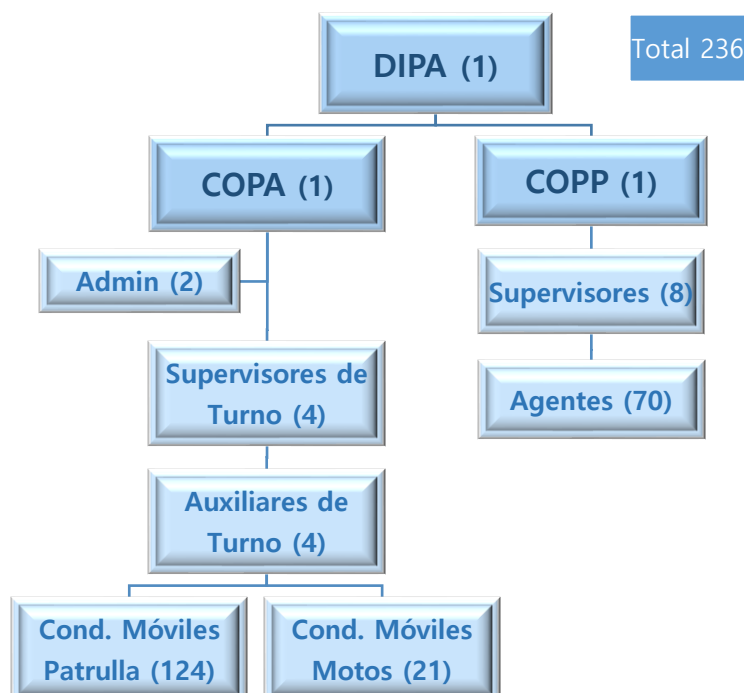 Total 236
DIPA (1)
COPA (1)
COPP (1)
Admin (2)
Supervisores (8)
Supervisores de
Turno (4)
Agentes (70)
Auxiliares de
Turno (4)
Cond. Móviles
Patrulla (124)
Cond. Móviles
Motos (21)